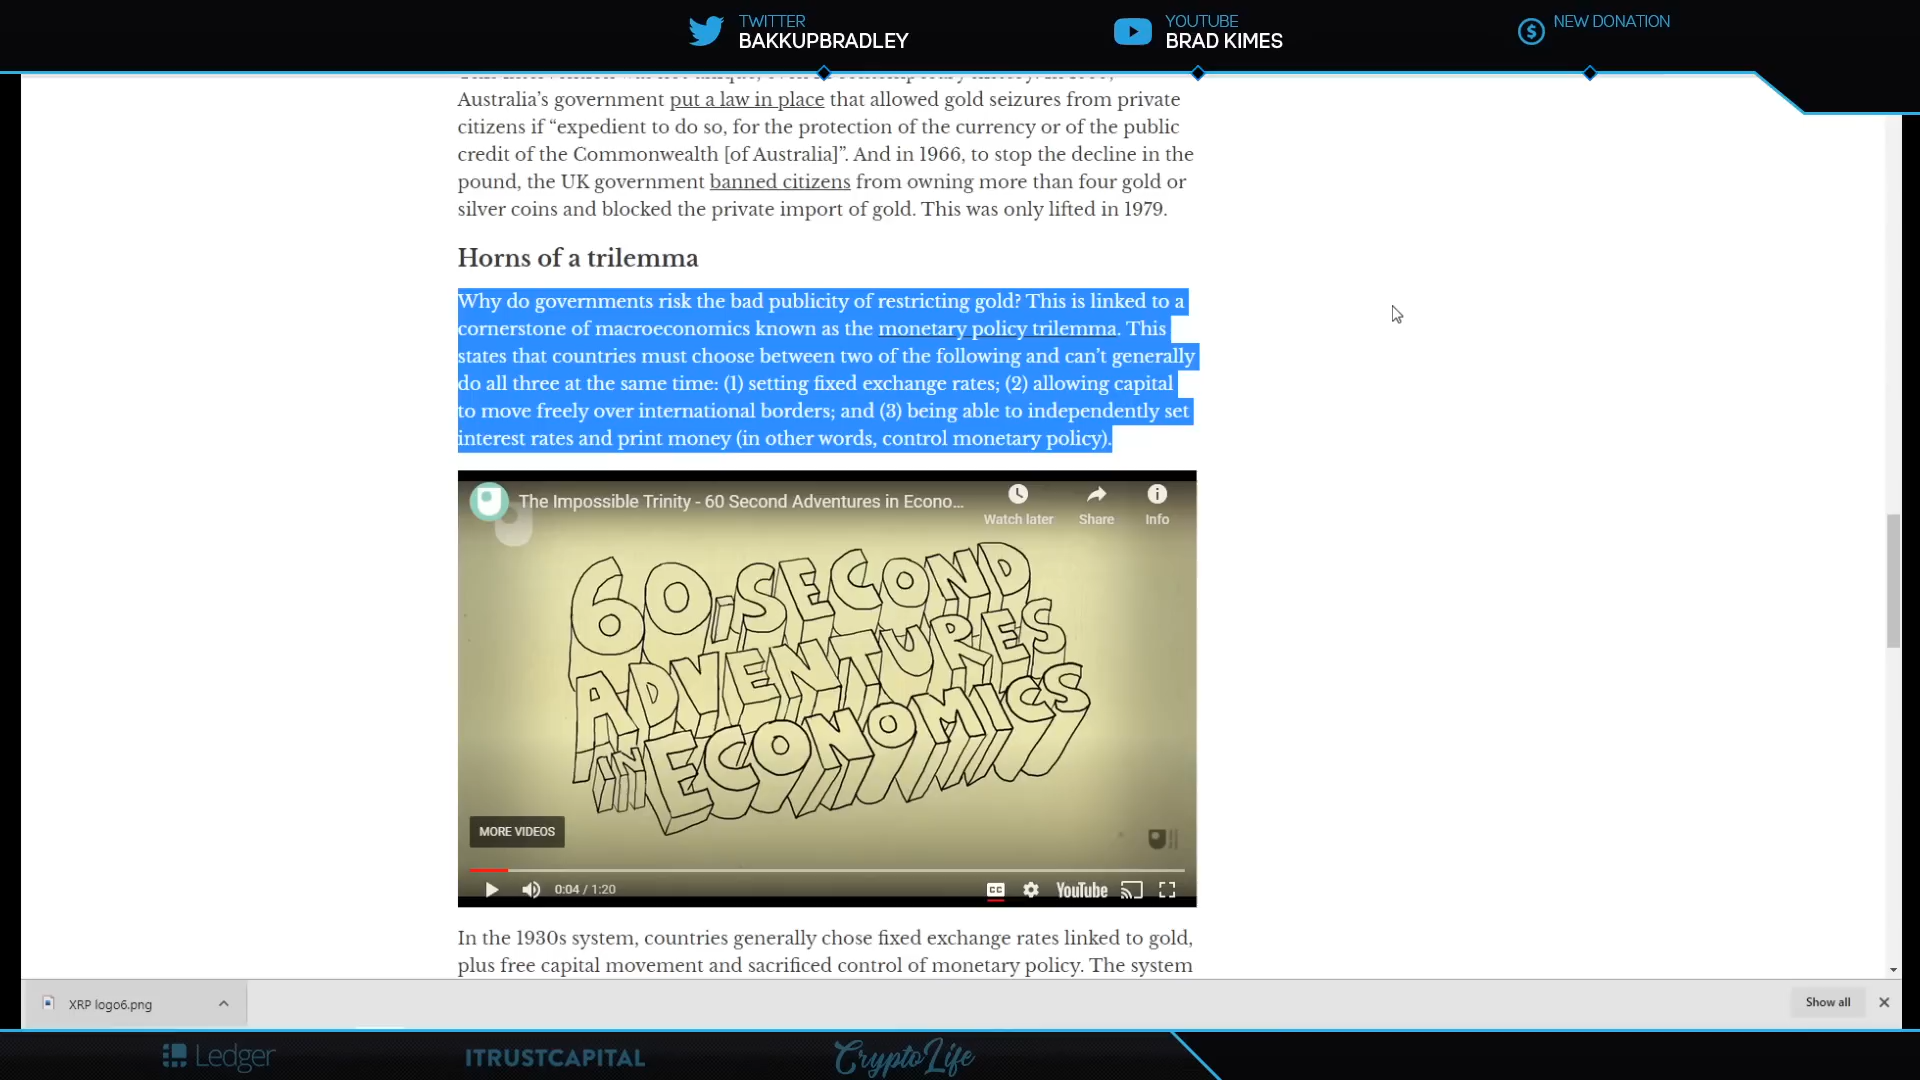 TWITTER
BAKKUPBRADLEY
YOUTUBE
BRAD KIMES
NEW DONATION
Australia’s government put a law in place that allowed gold seizures from private
citizens if “expedient to do so, for the protection of the currency or of the public
credit of the Commonwealth [of Australia]”. And in 1966, to stop the decline in the
pound, the UK government banned citizens from owning more than four gold or
silver coins and blocked the private import of gold. This was only lifted in 1979.
Horns of a trilemma
Why do governments risk the bad publicity of restricting gold? This is linked to a
cornerstone of macroeconomics known as the monetary policy trilemma. This
states that countries must choose between two of the following and can’t generally
do all three at the same time: (1) setting fixed exchange rates; (2) allowing capital
to move freely over international borders; and (3) being able to independently set
interest rates and print money (in other words, control monetary policy).
The Impossible Trinity - 60 Second Adventures in Econo...
Watch later
Share
Info
60 SECOND
ADVENTURES
IN ECONOMICS
MORE VIDEOS
0:04 / 1:20
CC
YouTube
In the 1930s system, countries generally chose fixed exchange rates linked to gold,
plus free capital movement and sacrificed control of monetary policy. The system
XRP logo6.png
Show all
Ledger
ITRUSTCAPITAL
CryptoLife